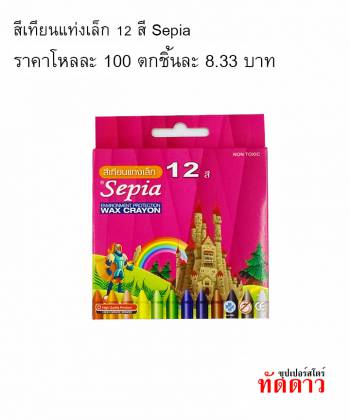 สีเทียนแท่งเล็ก 12 สี Sepia
ราคาโหลละ 100 ตกชิ้นละ 8.33 บาท
NON TOXIC
สีเทียนแท่งเล็ก 12 สี
Sepia
ENVIRONMENT PROTECTION
WAX CRAYON
ซุปเปอร์สโตร์
ทัดดาว